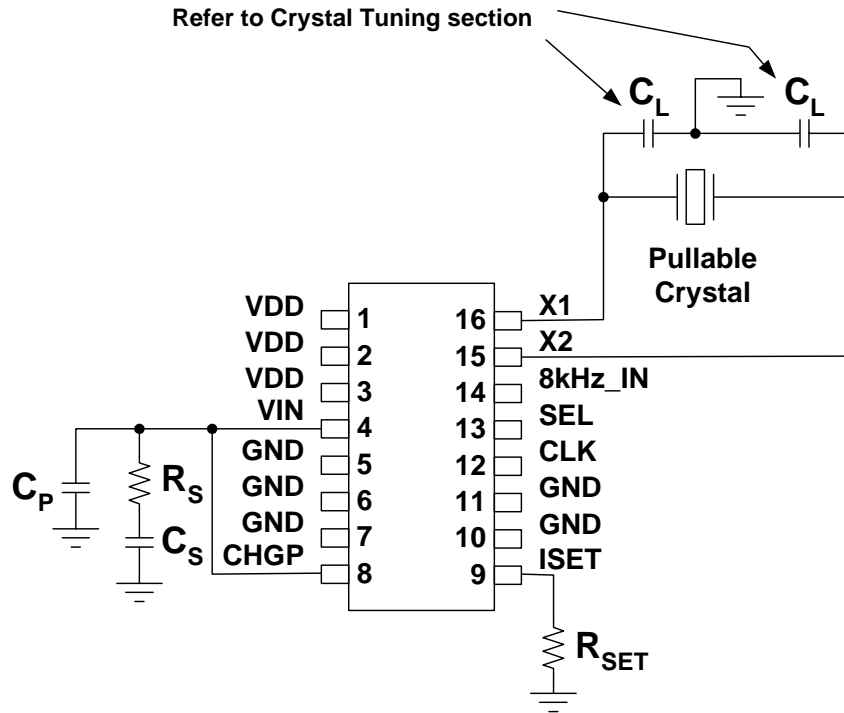 Refer to Crystal Tuning section
CL CL
Pullable
Crystal
VDD 1 16 X1
VDD 2 15 X2
VDD 3 14 8kHz_IN
VIN 4 13 SEL
GND 5 12 CLK
GND 6 11 GND
GND 7 10 GND
CHGP 8 9 ISET
CP RS
CS
RSET